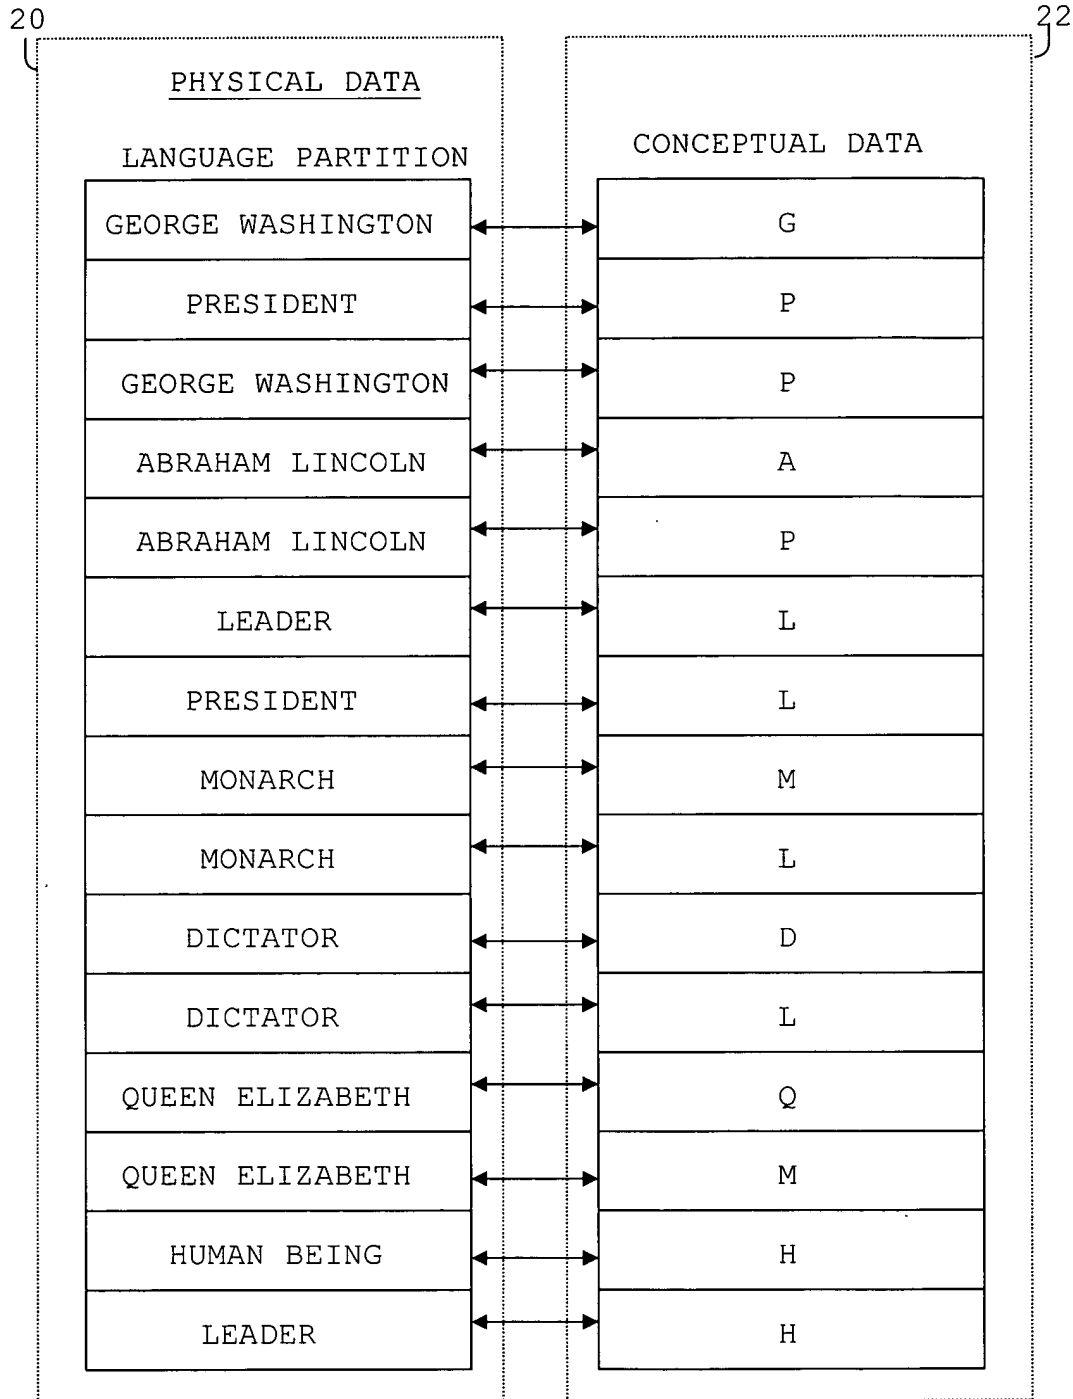 20
22
PHYSICAL DATA
LANGUAGE PARTITION
CONCEPTUAL DATA
GEORGE WASHINGTON G
PRESIDENT P
GEORGE WASHINGTON P
ABRAHAM LINCOLN A
ABRAHAM LINCOLN P
LEADER L
PRESIDENT L
MONARCH M
MONARCH L
DICTATOR D
DICTATOR L
QUEEN ELIZABETH Q
QUEEN ELIZABETH M
HUMAN BEING H
LEADER H